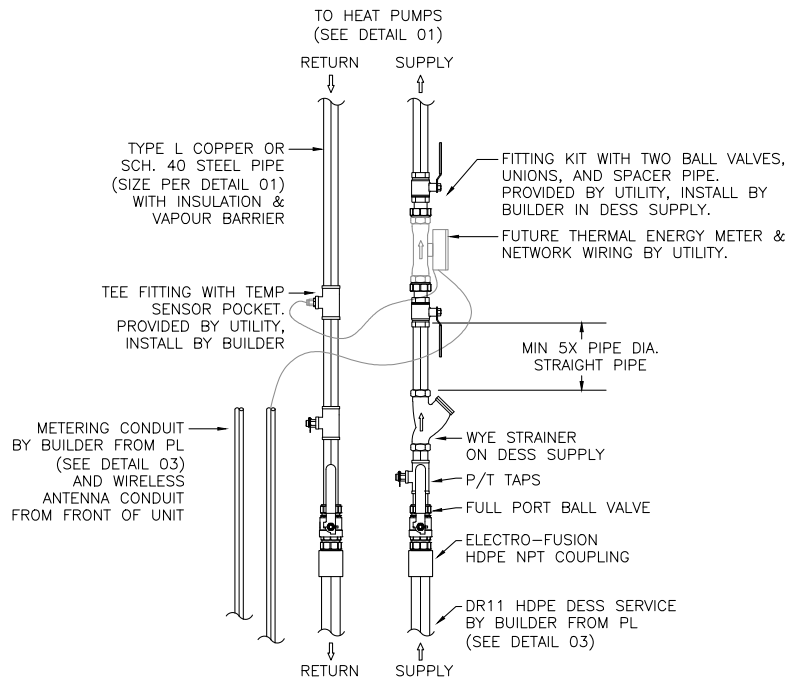 TO HEAT PUMPS
(SEE DETAIL 01)
RETURN
SUPPLY
TYPE L COPPER OR
SCH. 40 STEEL PIPE
(SIZE PER DETAIL 01)
WITH INSULATION &
VAPOUR BARRIER
FITTING KIT WITH TWO BALL VALVES,
UNIONS, AND SPACER PIPE.
PROVIDED BY UTILITY, INSTALL BY
BUILDER IN DESS SUPPLY.
FUTURE THERMAL ENERGY METER &
NETWORK WIRING BY UTILITY.
TEE FITTING WITH TEMP
SENSOR POCKET.
PROVIDED BY UTILITY,
INSTALL BY BUILDER
MIN 5X PIPE DIA.
STRAIGHT PIPE
METERING CONDUIT
BY BUILDER FROM PL
(SEE DETAIL 03)
AND WIRELESS
ANTENNA CONDUIT
FROM FRONT OF UNIT
WYE STRAINER
ON DESS SUPPLY
P/T TAPS
FULL PORT BALL VALVE
ELECTRO-FUSION
HDPE NPT COUPLING
DR11 HDPE DESS SERVICE
BY BUILDER FROM PL
(SEE DETAIL 03)
RETURN
SUPPLY